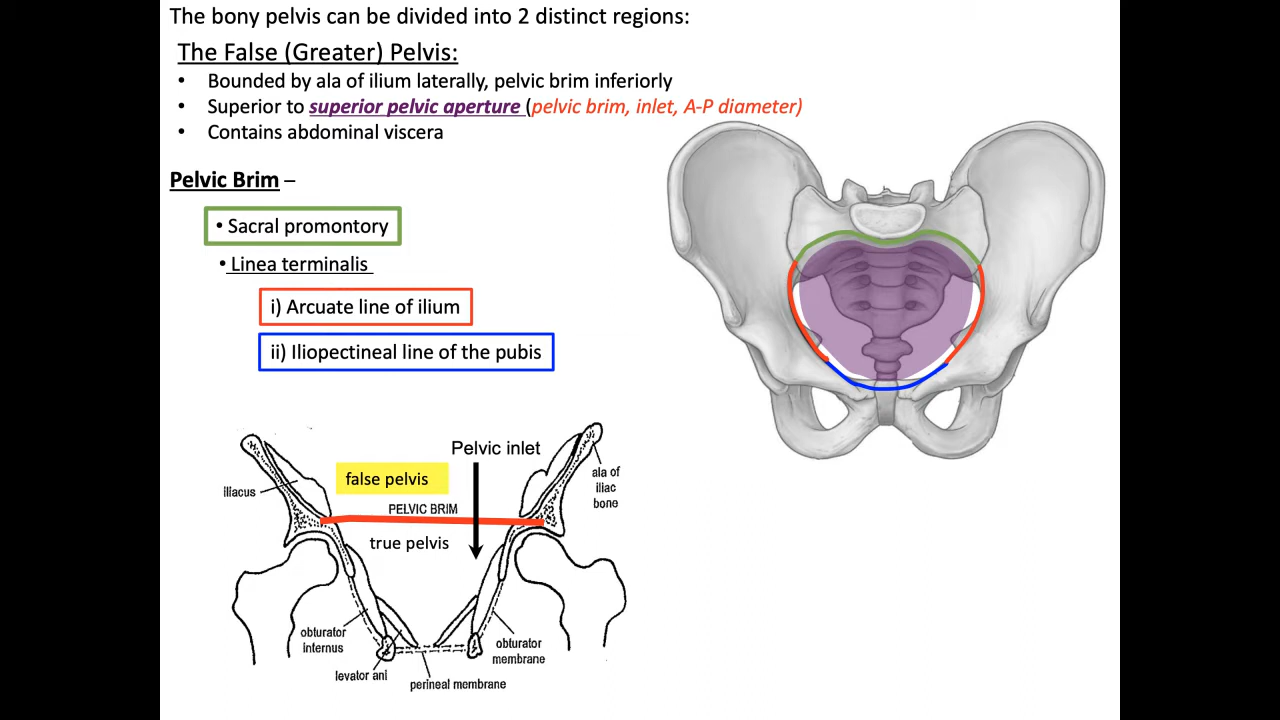 The bony pelvis can be divided into 2 distinct regions:
The False (Greater) Pelvis:
• Bounded by ala of ilium laterally, pelvic brim inferiorly
• Superior to superior pelvic aperture (pelvic brim, inlet, A-P diameter)
• Contains abdominal viscera
Pelvic Brim –
• Sacral promontory
• Linea terminalis
i) Arcuate line of ilium
ii) Iliopectineal line of the pubis
Pelvic inlet
false pelvis
iliacus
ala of
iliac
bone
PELVIC BRIM
true pelvis
obturator
internus
obturator
membrane
levator ani
perineal membrane